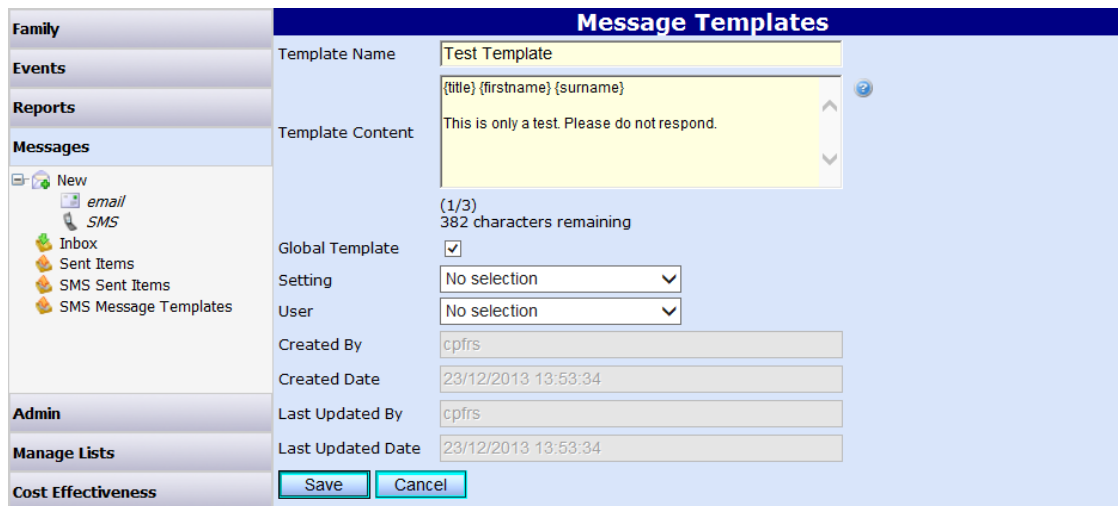 Family
Events
Reports
Messages
New
email
SMS
Inbox
Sent Items
SMS Sent Items
SMS Message Templates
Admin
Manage Lists
Cost Effectiveness
Message Templates
Template Name
Test Template
Template Content
{title} {firstname} {surname}
This is only a test. Please do not respond.
(1/3)
382 characters remaining
Global Template
Setting
No selection
User
No selection
Created By
cpfrs
Created Date
23/12/2013 13:53:34
Last Updated By
cpfrs
Last Updated Date
23/12/2013 13:53:34
Save
Cancel